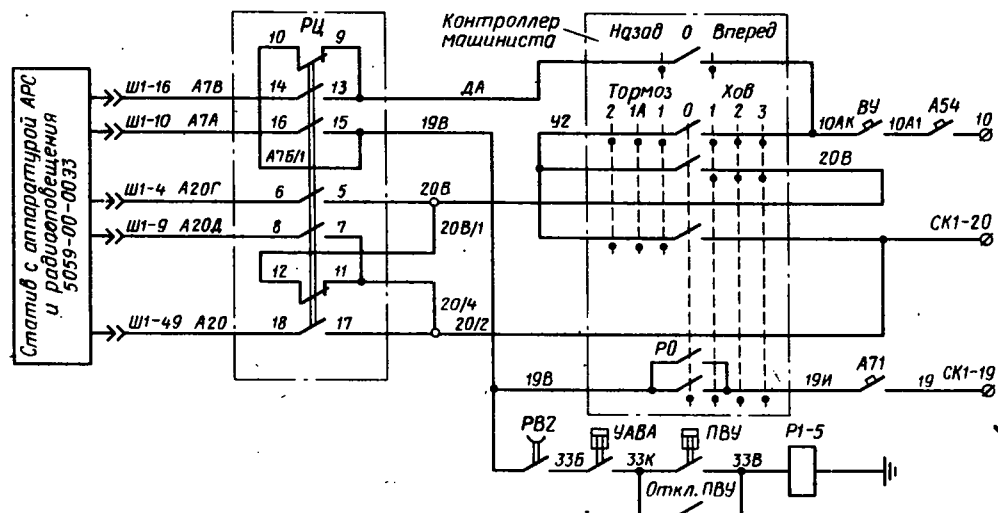 РЦ
Контроллер
машиниста
Назад 0 Вперед
10 9
Ш1-16 А7В 14 13 ДА
Тормоз Хов
2 1А 1 0 1 2 3
У2
10АК ВУ 10А1 А54 10
Ш1-10 А7А 16 15 19В
А7Б/1
20В
Ш1-4 А20Г 6 5 20В
Ш1-9 А20Д 8 7 20В/1
СК1-20
12 11
20/4
Ш1-49 А20 18 17 20/2
Статив с аппаратурой АРС
и радиооповещения
5059-00-0033
РО
19В 19И А71 19 СК1-19
РВ2 УАВА ПВУ Р1-5
33Б 33К 33В
Откл. ПВУ